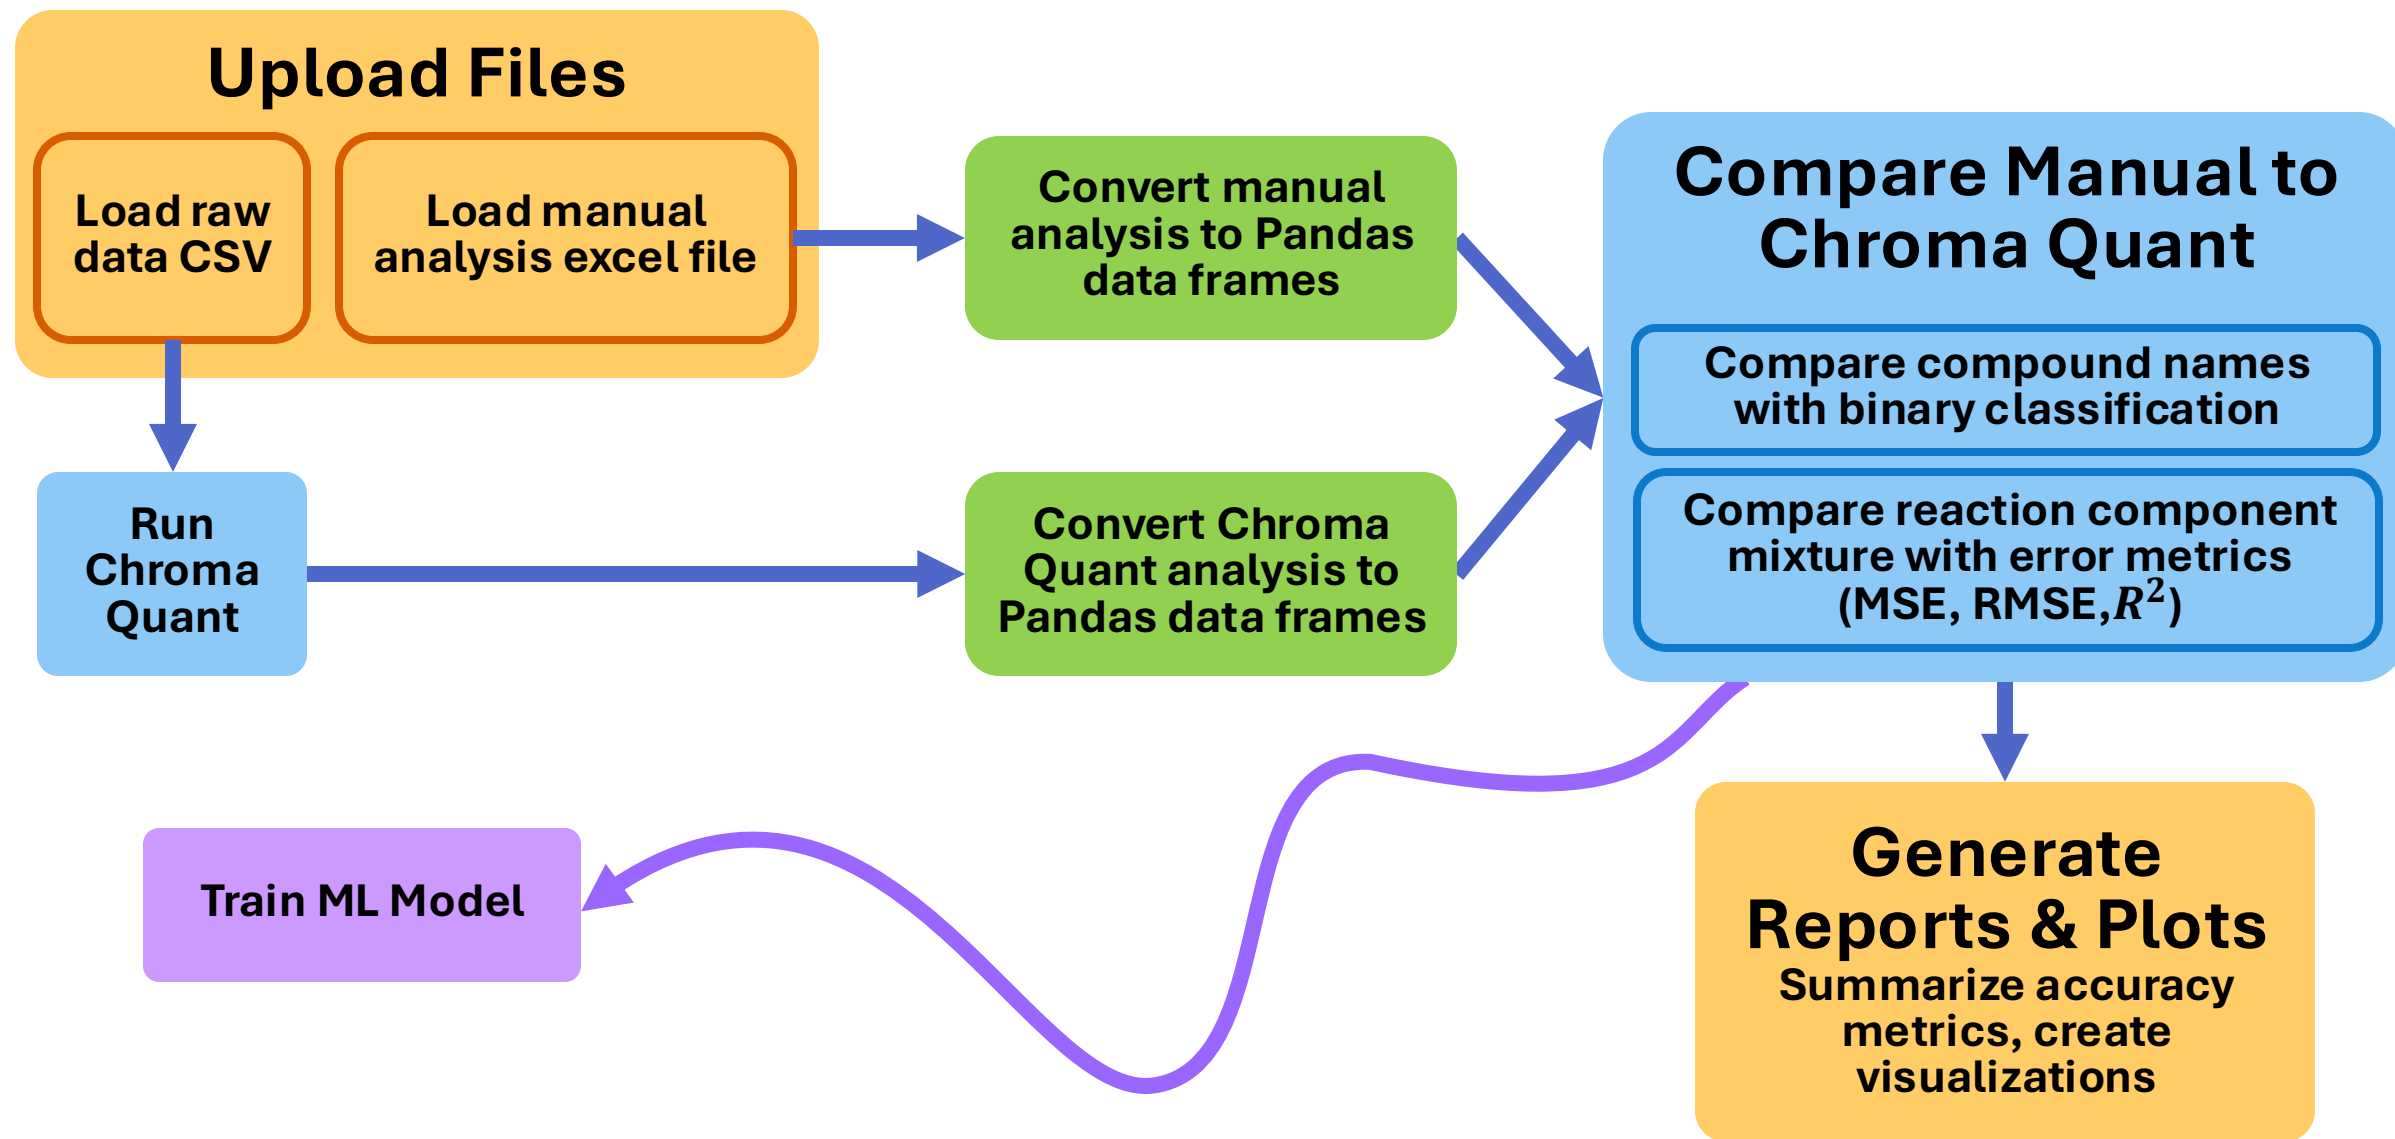 Upload Files
Load raw
data CSV
Load manual
analysis excel file
Convert manual
analysis to Pandas
data frames
Compare Manual to
Chroma Quant
Compare compound names
with binary classification
Compare reaction component
mixture with error metrics
(MSE, RMSE, R²)
Run
Chroma
Quant
Convert Chroma
Quant analysis to
Pandas data frames
Train ML Model
Generate
Reports & Plots
Summarize accuracy
metrics, create
visualizations